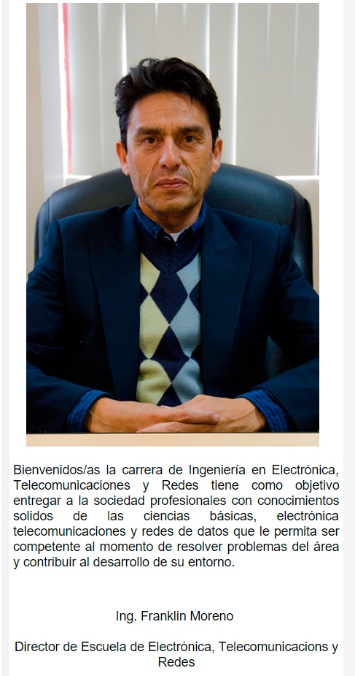 Bienvenidos/as la carrera de Ingeniería en Electrónica,
Telecomunicaciones y Redes tiene como objetivo
entregar a la sociedad profesionales con conocimientos
solidos de las ciencias básicas, electrónica
telecomunicaciones y redes de datos que le permita ser
competente al momento de resolver problemas del área
y contribuir al desarrollo de su entorno.
Ing. Franklin Moreno
Director de Escuela de Electrónica, Telecomunicacions y
Redes